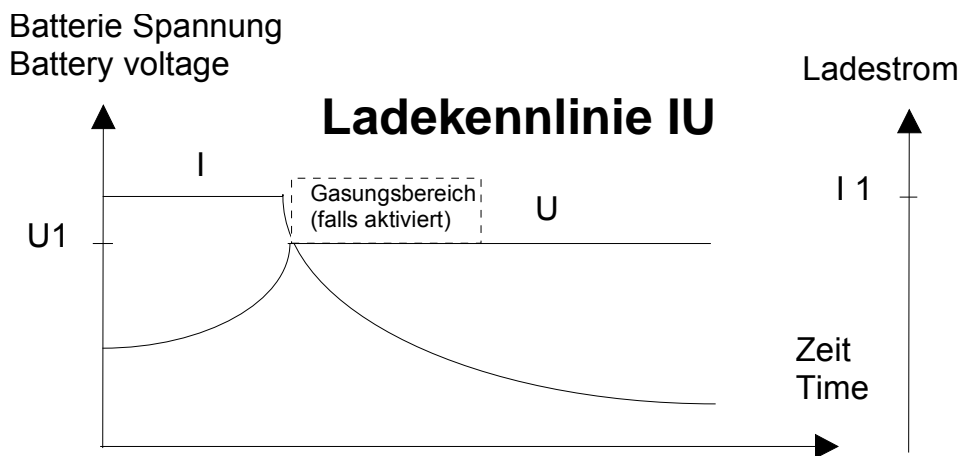 Batterie Spannung
Battery voltage
Ladestrom
Ladekennlinie IU
I
Gasungsbereich
(falls aktiviert)
U
I 1
U1
Zeit
Time